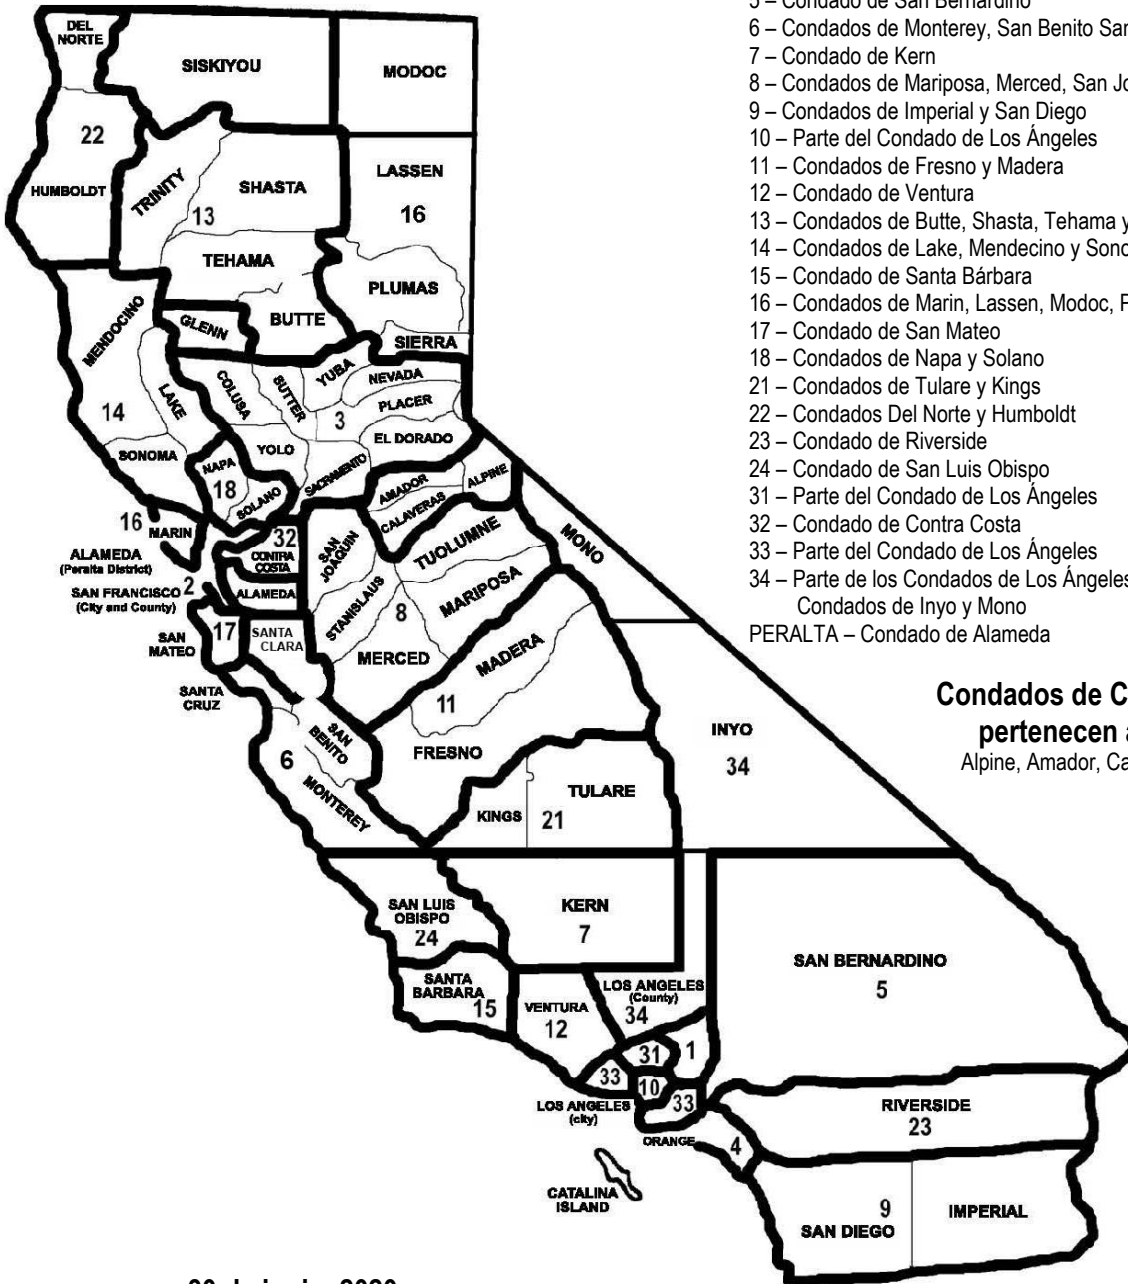 5 – Condado de San Bernardino
6 – Condados de Monterey, San Benito
7 – Condado de Kern
8 – Condados de Mariposa, Merced, San
9 – Condados de Imperial y San Diego
10 – Parte del Condado de Los Ángeles
11 – Condados de Fresno y Madera
12 – Condado de Ventura
13 – Condados de Butte, Shasta, Tehama y
14 – Condados de Lake, Mendecino y
15 – Condado de Santa Bárbara
16 – Condados de Marin, Lassen, Modoc,
17 – Condado de San Mateo
18 – Condados de Napa y Solano
21 – Condados de Tulare y Kings
22 – Condados Del Norte y Humboldt
23 – Condado de Riverside
24 – Condado de San Luis Obispo
31 – Parte del Condado de Los Ángeles
32 – Condado de Contra Costa
33 – Parte del Condado de Los Ángeles
34 – Parte de los Condados de Los Ángeles
Condados de Inyo y Mono
PERALTA – Condado de Alameda
Condados de
pertenecen
Alpine, Amador,
DEL
NORTE
SISKIYOU
MODOC
22
HUMBOLDT
TRINITY
SHASTA
13
LASSEN
16
TEHAMA
PLUMAS
MENDOCINO
GLENN
BUTTE
SIERRA
LAKE
COLUSA
SUTTER
YUBA
NEVADA
PLACER
3
14
EL DORADO
SONOMA
YOLO
NAPA
18
SOLANO
SACRAMENTO
AMADOR
ALPINE
CALAVERAS
16
MARIN
32
CONTRA
COSTA
SAN
JOAQUIN
TUOLUMNE
MONO
ALAMEDA
(Peralta District)
2
SAN FRANCISCO
(City and County)
ALAMEDA
STANISLAUS
8
MARIPOSA
17
SAN
MATEO
SANTA
CLARA
MERCED
MADERA
SANTA
CRUZ
11
SAN
BENITO
FRESNO
INYO
34
6
MONTEREY
KINGS
TULARE
21
SAN LUIS
OBISPO
24
KERN
7
SAN BERNARDINO
5
SANTA
BARBARA
15
VENTURA
12
LOS ANGELES
(County)
34
31
1
33
10
33
LOS ANGELES
(city)
ORANGE
4
RIVERSIDE
23
CATALINA
ISLAND
9
SAN DIEGO
IMPERIAL